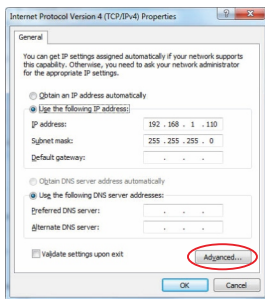 Internet Protocol Version 4 (TCP/IPv4) Properties
General
You can get IP settings assigned automatically if your network supports
this capability. Otherwise, you need to ask your network administrator
for the appropriate IP settings.
Obtain an IP address automatically
Use the following IP address:
IP address: 192 . 168 . 1 . 110
Subnet mask: 255 . 255 . 255 . 0
Default gateway: . . .
Obtain DNS server address automatically
Use the following DNS server addresses:
Preferred DNS server: . . .
Alternate DNS server: . . .
Validate settings upon exit
Advanced...
OK Cancel